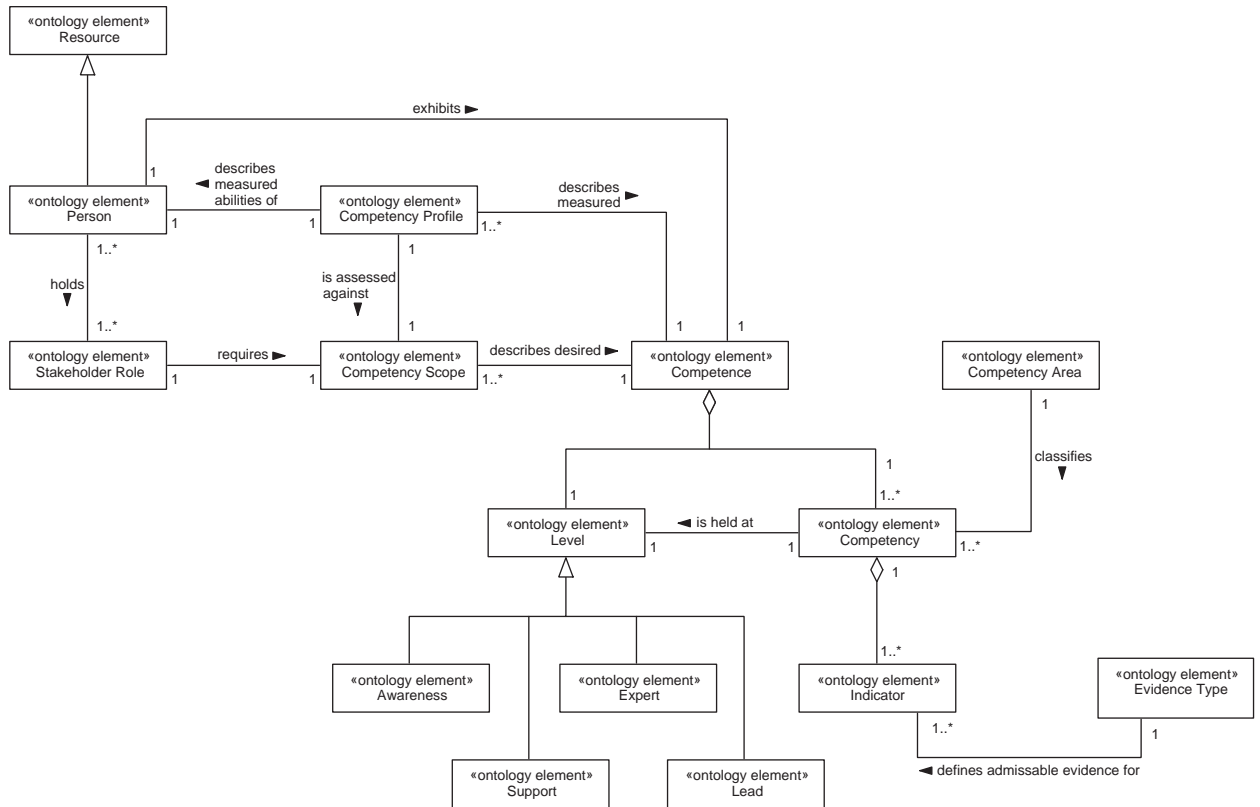 «ontology element»
Resource
exhibits ►
1
1
«ontology element»
Person
describes
◄ measured
abilities of
1
1
«ontology element»
Competency Profile
describes
measured ►
1..*
1
1..*
holds
▼
1..*
1
is assessed
against
▼
1
«ontology element»
Stakeholder Role
requires ►
1
1
«ontology element»
Competency Scope
describes desired ►
1..*
1
«ontology element»
Competence
«ontology element»
Competency Area
1
classifies
▼
1..*
1
1
1..*
«ontology element»
Level
◄ is held at
1
1
«ontology element»
Competency
1
1..*
«ontology element»
Awareness
«ontology element»
Expert
«ontology element»
Indicator
«ontology element»
Evidence Type
1..*
1
◄ defines admissable evidence for
«ontology element»
Support
«ontology element»
Lead